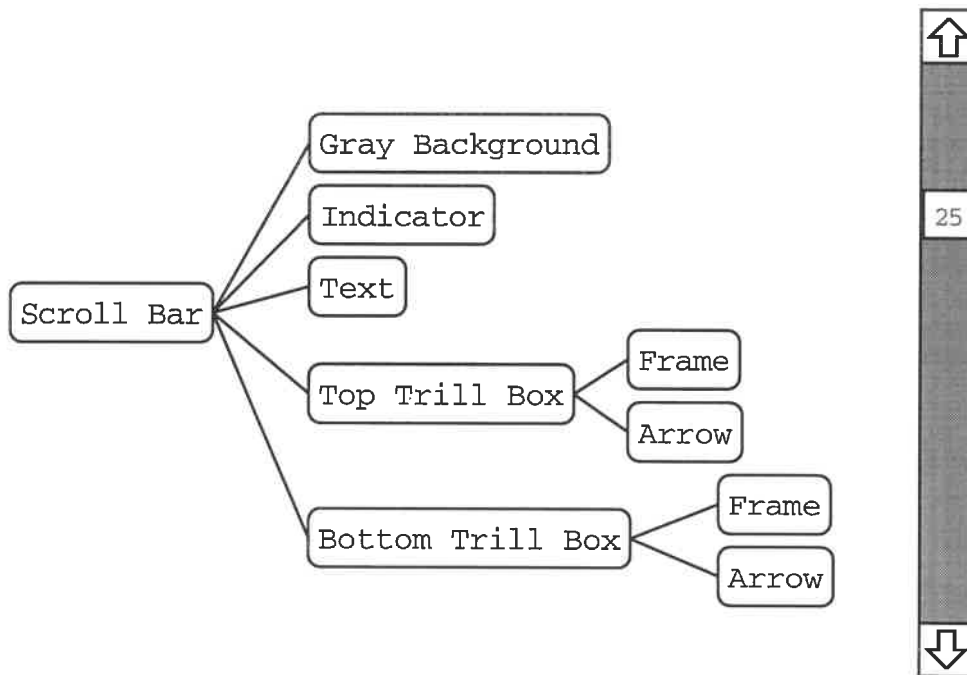 Gray Background
Indicator
Text
Scroll Bar
Top Trill Box
Frame
Arrow
Bottom Trill Box
Frame
Arrow
25